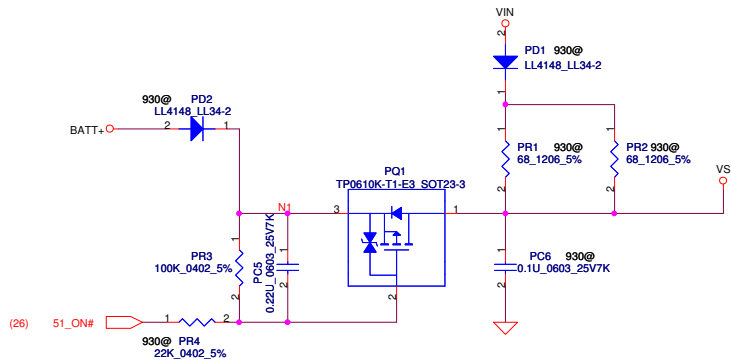 VIN
2
PD1 930@
LL4148_LL34-2
1
930@ PD2
LL4148_LL34-2
BATT+
2
1
1
1
PR1 930@
68_1206_5%
PR2 930@
68_1206_5%
2
2
VS
PQ1
TP0610K-T1-E3_SOT23-3
N1
3
1
2
1
PR3
100K_0402_5%
2
1
PC5
0.22U_0603_25V7K
2
1
PC6 930@
0.1U_0603_25V7K
2
(26) 51_ON#
1
2
930@ PR4
22K_0402_5%